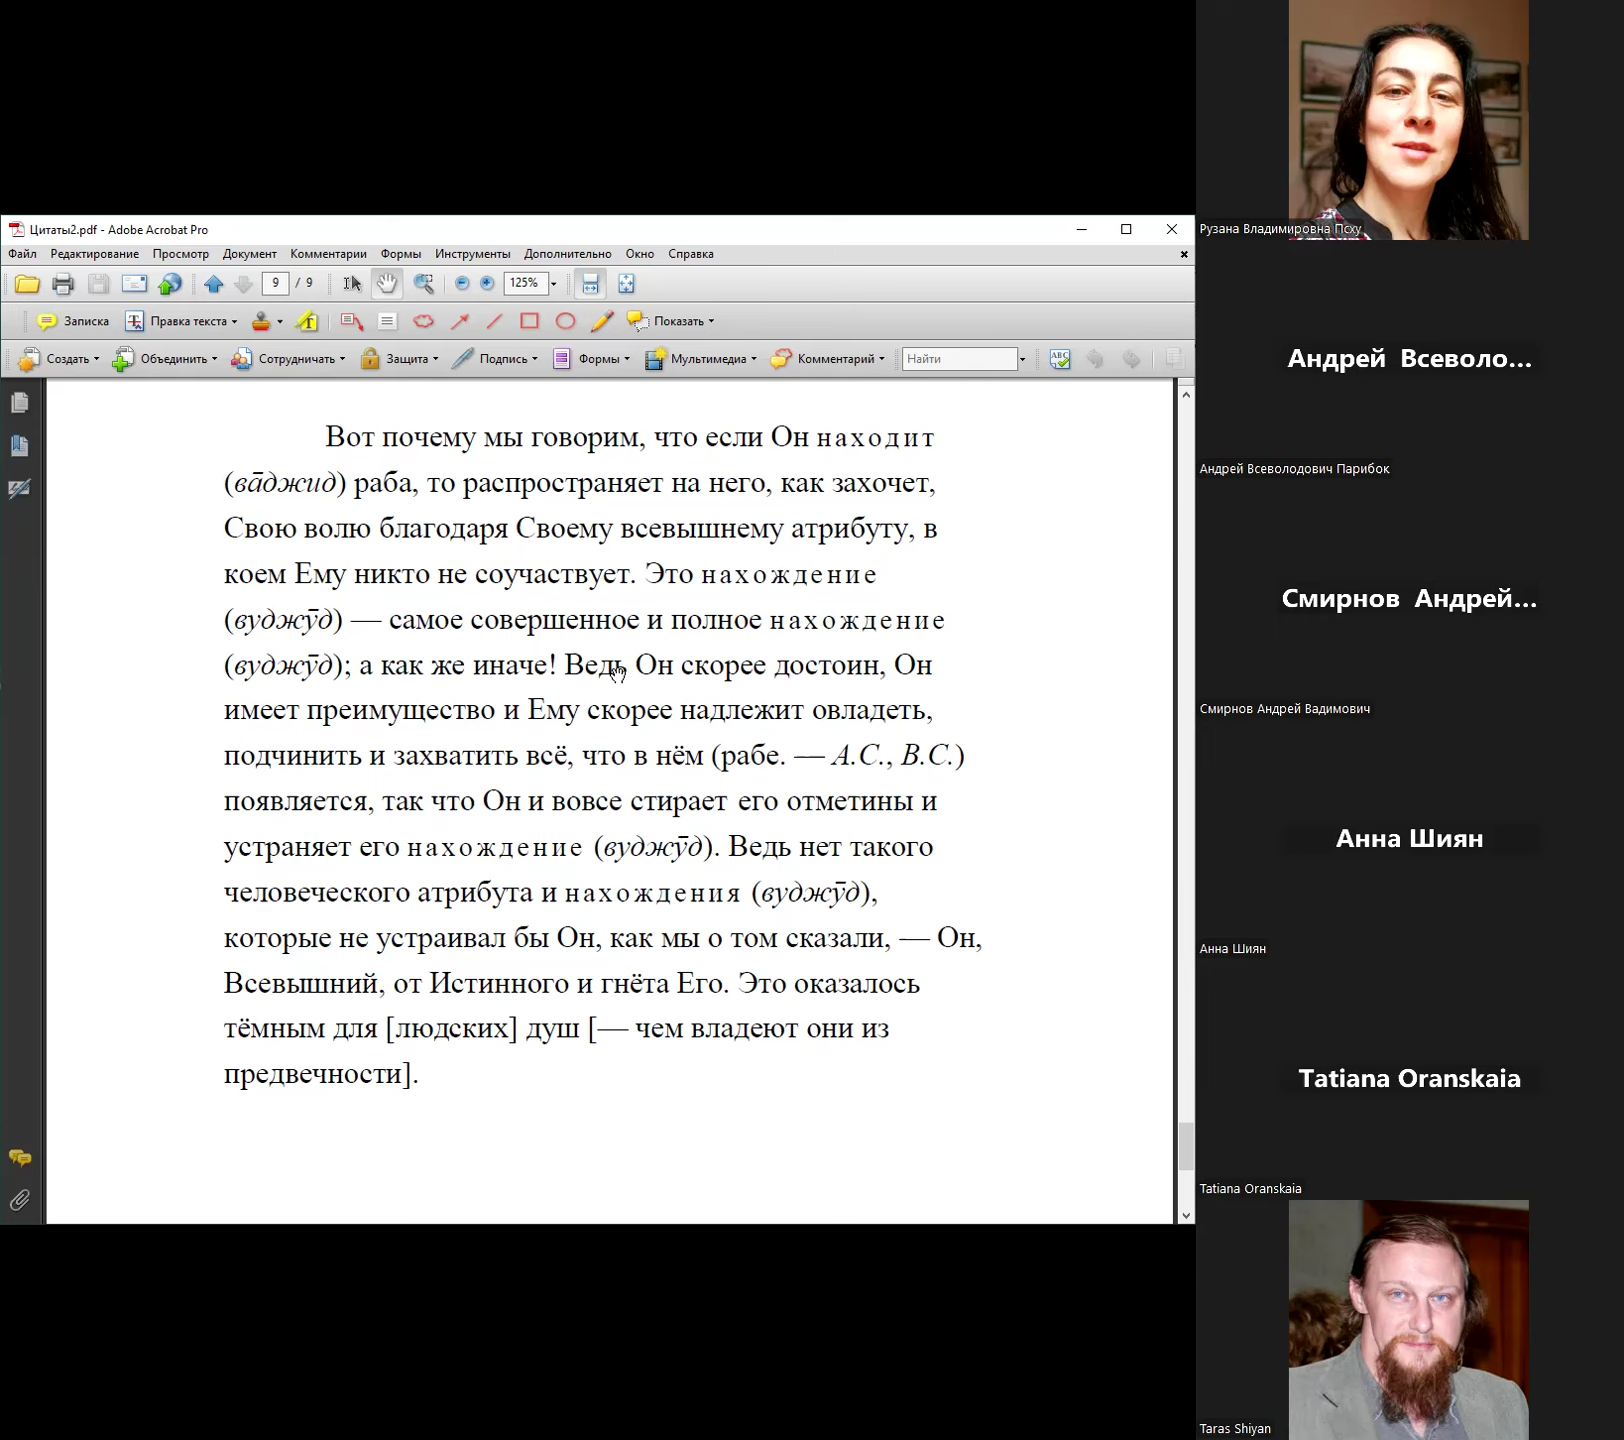 Цитаты2.pdf - Adobe Acrobat Pro
Файл Редактирование Просмотр Документ Комментарии Формы Инструменты Дополнительно Окно Справка
9 / 9 125%
Записка Правка текста Показать
Создать Объединить Сотрудничать Защита Подпись Формы Мультимедиа Комментарий Найти
Вот почему мы говорим, что если Он находит
(ва̄джид) раба, то распространяет на него, как захочет,
Свою волю благодаря Своему всевышнему атрибуту, в
коем Ему никто не соучаствует. Это нахождение
(вуджӯд) — самое совершенное и полное нахождение
(вуджӯд); а как же иначе! Ведь Он скорее достоин, Он
имеет преимущество и Ему скорее надлежит овладеть,
подчинить и захватить всё, что в нём (рабе. — А.С., В.С.)
появляется, так что Он и вовсе стирает его отметины и
устраняет его нахождение (вуджӯд). Ведь нет такого
человеческого атрибута и нахождения (вуджӯд),
которые не устраивал бы Он, как мы о том сказали, — Он,
Всевышний, от Истинного и гнёта Его. Это оказалось
тёмным для [людских] душ [— чем владеют они из
предвечности].
Рузана Владимировна Псху
Андрей Всеволо...
Андрей Всеволодович Парибок
Смирнов Андрей...
Смирнов Андрей Вадимович
Анна Шиян
Анна Шиян
Tatiana Oranskaia
Tatiana Oranskaia
Taras Shiyan